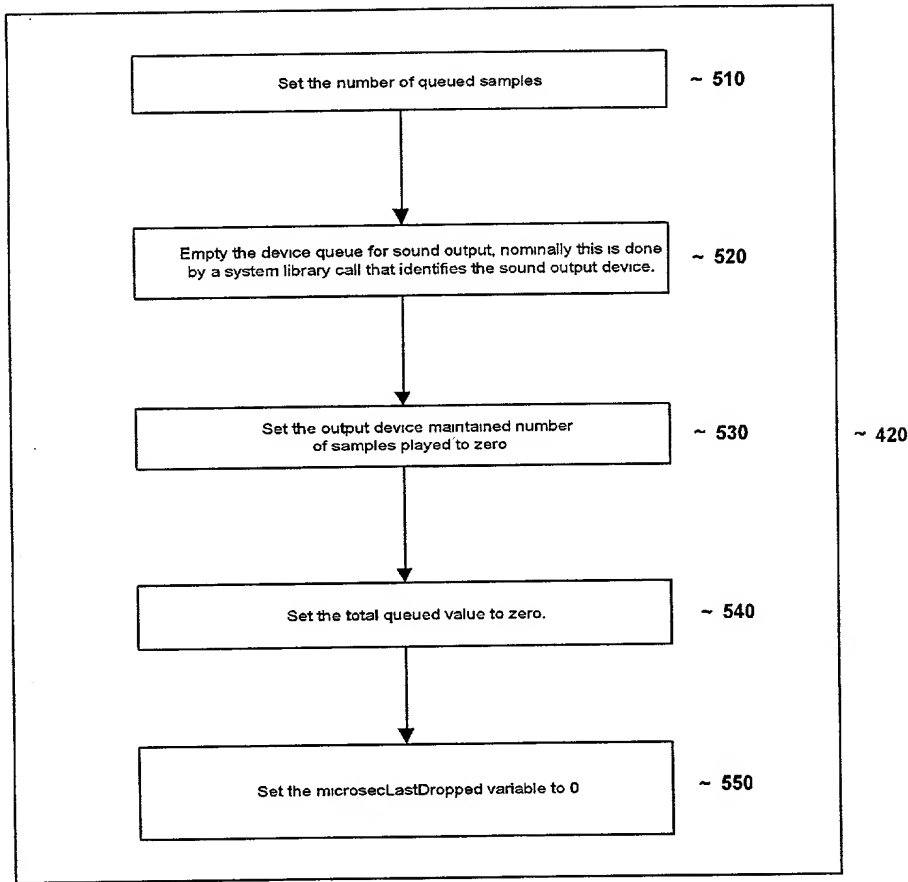 Set the number of queued samples
~ 510
Empty the device queue for sound output, nominally this is done
by a system library call that identifies the sound output device.
~ 520
Set the output device maintained number
of samples played to zero
~ 530
~ 420
Set the total queued value to zero.
~ 540
Set the microsecLastDropped variable to 0
~ 550